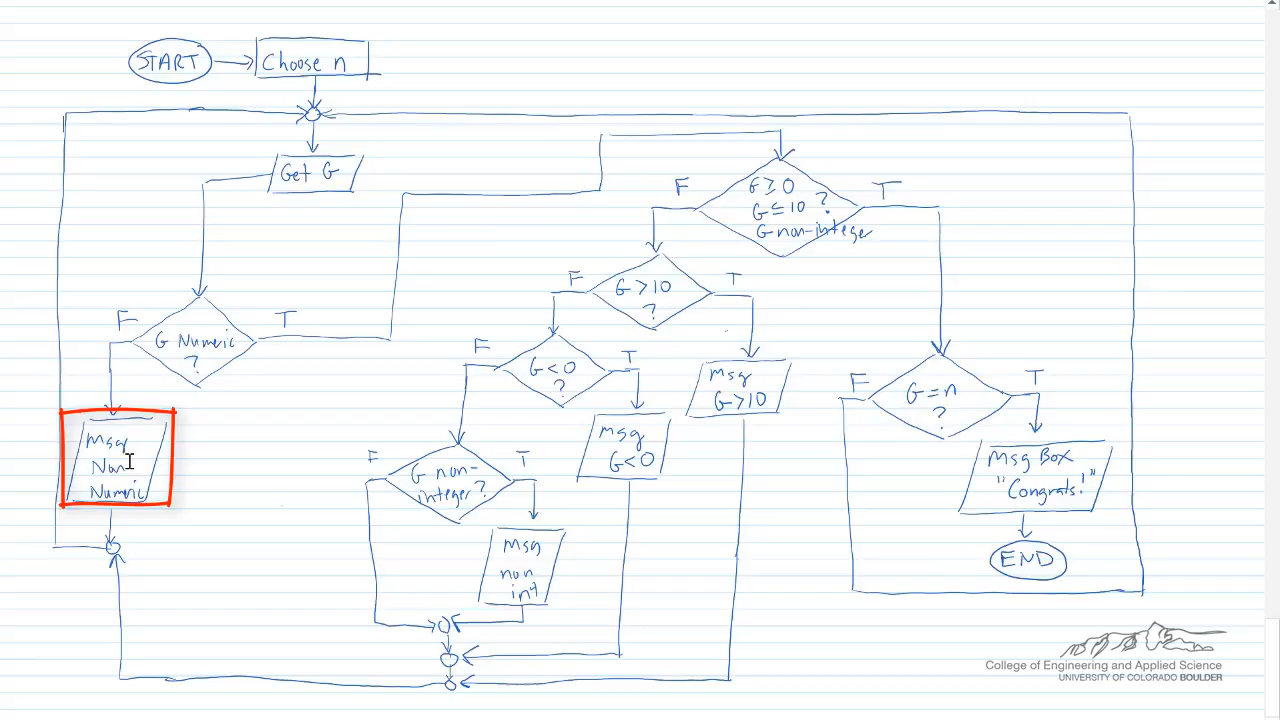 START
Choose n
Get G
F
T
G Numeric
?
Msg
Non
Numeric
F
T
G ≥ 0
G ≤ 10 ?
G non-integer
F
T
G > 10
?
F
T
G < 0
?
msg
G > 10
msg
G < 0
F
T
G non-
integer?
msg
non
int
F
T
G = n
?
Msg Box
"Congrats!"
END
College of Engineering and Applied Science
UNIVERSITY OF COLORADO BOULDER